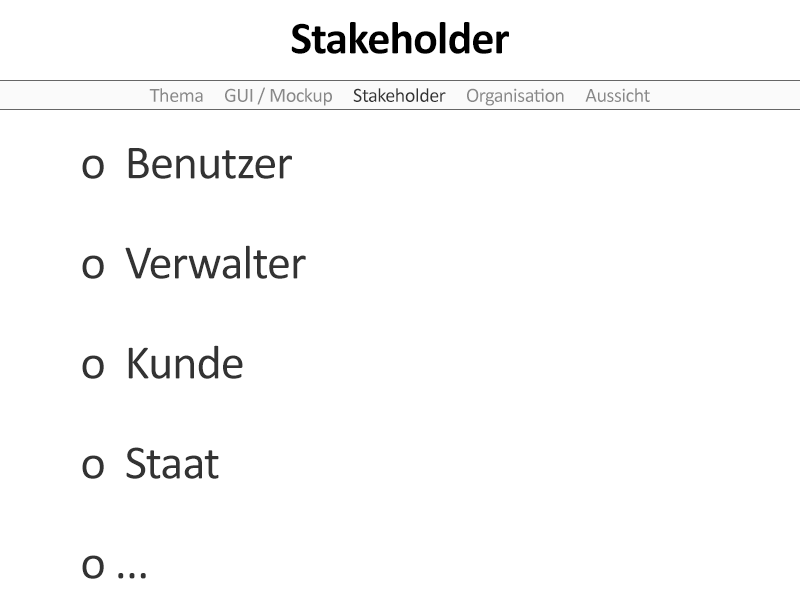 Stakeholder
Thema GUI / Mockup Stakeholder Organisation Aussicht
o Benutzer
o Verwalter
o Kunde
o Staat
o ...